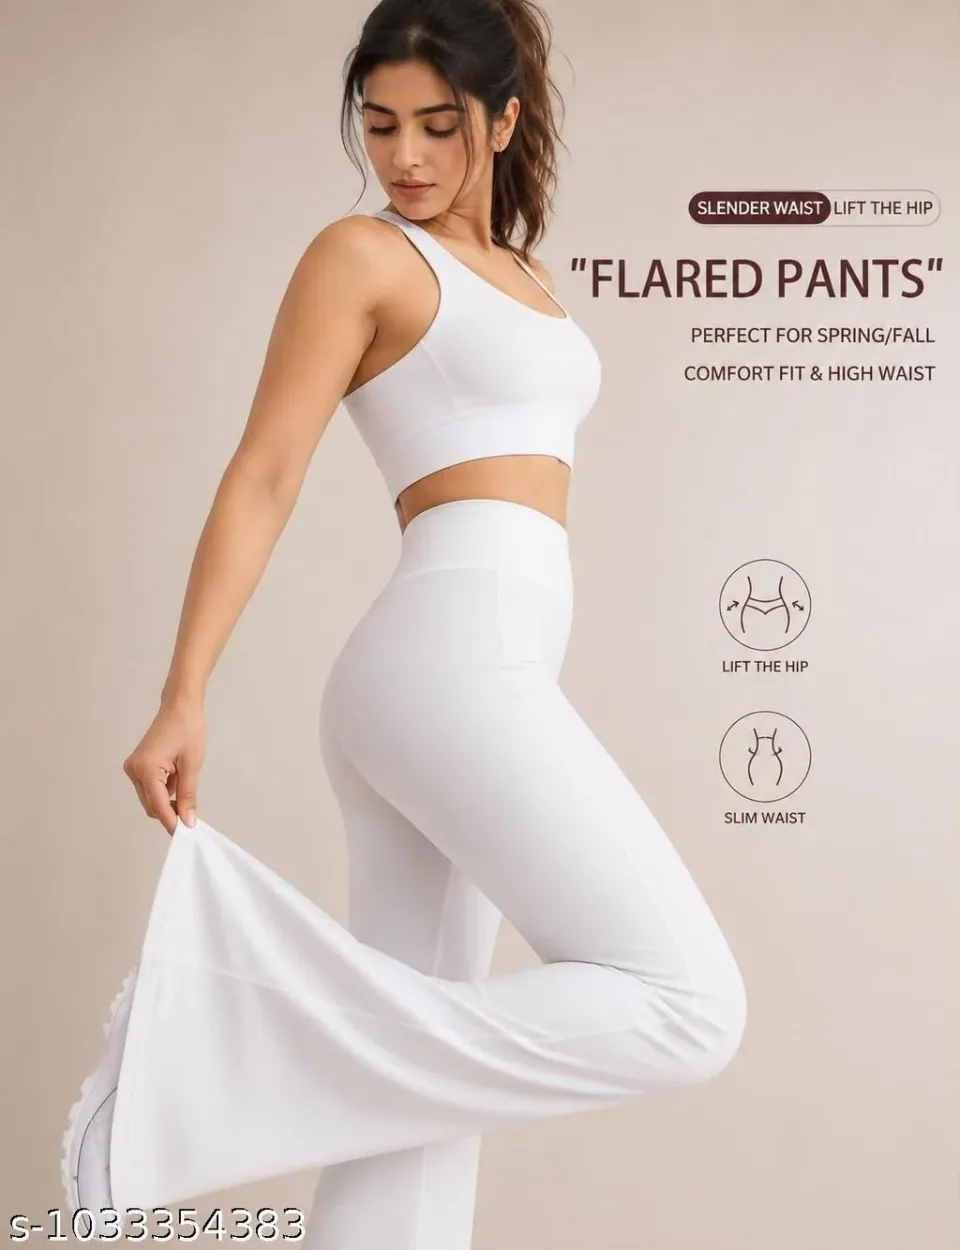 SLENDER WAIST LIFT THE HIP
"FLARED PANTS"
PERFECT FOR SPRING/FALL
COMFORT FIT & HIGH WAIST
LIFT THE HIP
SLIM WAIST
s-1033354383